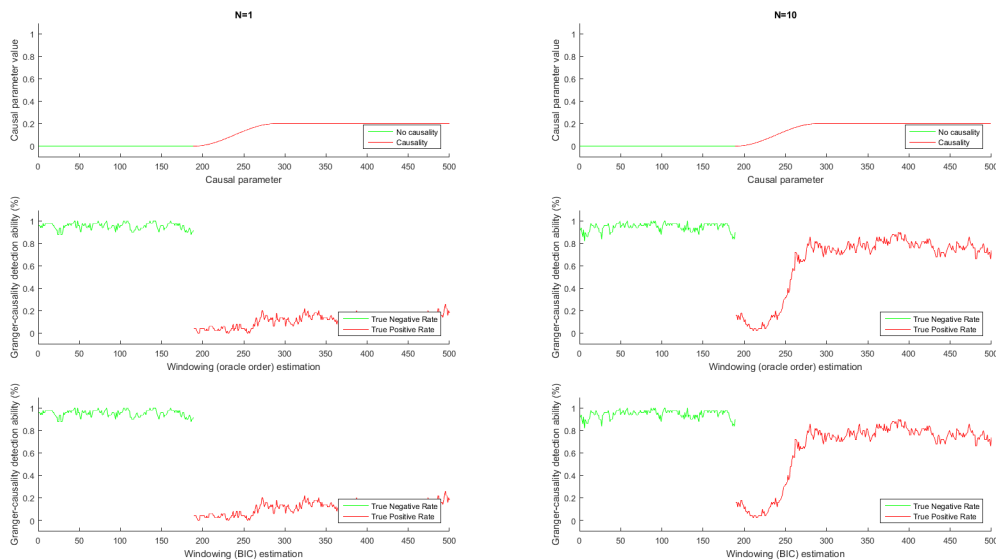 N=1
Causal parameter value
1
0.8
0.6
0.4
0.2
0
0 50 100 150 200 250 300 350 400 450 500
No causality
Causality
Causal parameter
Granger-causality detection ability (%)
1
0.8
0.6
0.4
0.2
0
0 50 100 150 200 250 300 350 400 450 500
True Negative Rate
True Positive Rate
Windowing (oracle order) estimation
Granger-causality detection ability (%)
1
0.8
0.6
0.4
0.2
0
0 50 100 150 200 250 300 350 400 450 500
True Negative Rate
True Positive Rate
Windowing (BIC) estimation
N=10
Causal parameter value
1
0.8
0.6
0.4
0.2
0
0 50 100 150 200 250 300 350 400 450 500
No causality
Causality
Causal parameter
Granger-causality detection ability (%)
1
0.8
0.6
0.4
0.2
0
0 50 100 150 200 250 300 350 400 450 500
True Negative Rate
True Positive Rate
Windowing (oracle order) estimation
Granger-causality detection ability (%)
1
0.8
0.6
0.4
0.2
0
0 50 100 150 200 250 300 350 400 450 500
True Negative Rate
True Positive Rate
Windowing (BIC) estimation